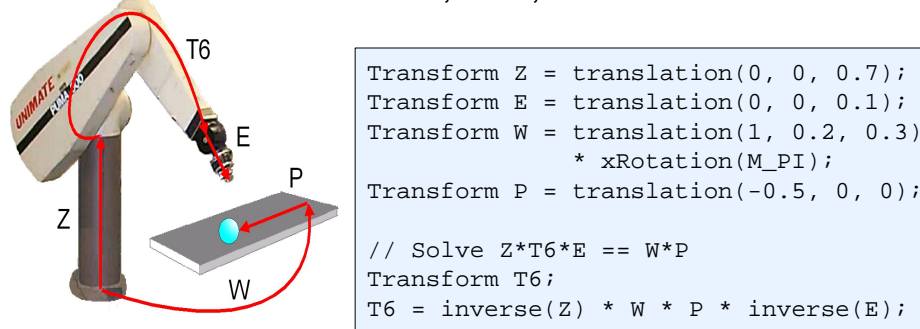 T6
UNIMATE
PUMA
E
P
Z
W
Transform Z = translation(0, 0, 0.7);
Transform E = translation(0, 0, 0.1);
Transform W = translation(1, 0.2, 0.3)
* xRotation(M_PI);
Transform P = translation(-0.5, 0, 0);
// Solve Z*T6*E == W*P
Transform T6;
T6 = inverse(Z) * W * P * inverse(E);